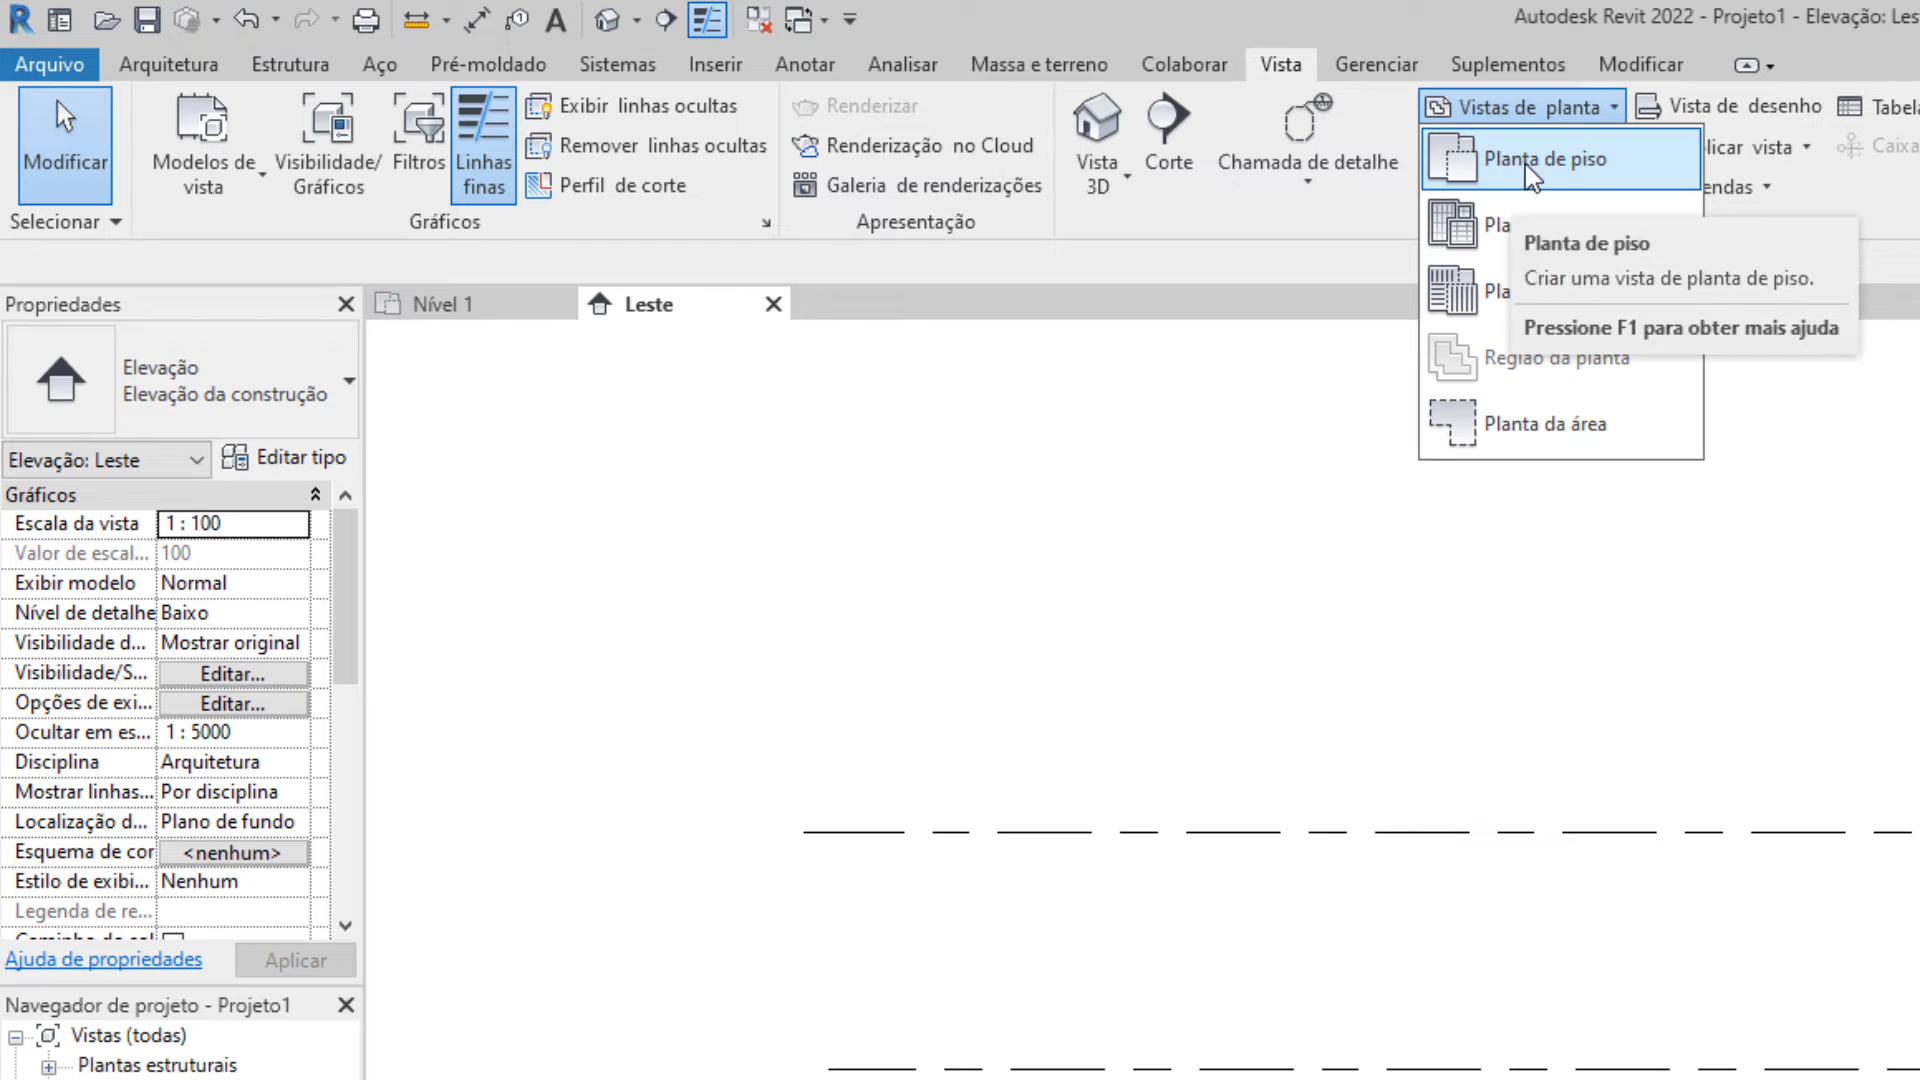 Autodesk Revit 2022 - Projeto1 - Elevação: Les
Arquivo Arquitetura Estrutura Aço Pré-moldado Sistemas Inserir Anotar Analisar Massa e terreno Colaborar Vista Gerenciar Suplementos Modificar
Modificar
Selecionar
Modelos de vista
Visibilidade/ Gráficos
Filtros
Linhas finas
Exibir linhas ocultas
Remover linhas ocultas
Perfil de corte
Gráficos
Renderizar
Renderização no Cloud
Galeria de renderizações
Apresentação
Vista 3D
Corte
Chamada de detalhe
Vistas de planta
Vista de desenho
Tabela
licar vista
Caixa
endas
Planta de piso
Pla
Pla
Região da planta
Planta da área
Planta de piso
Criar uma vista de planta de piso.
Pressione F1 para obter mais ajuda
Propriedades
Nível 1
Leste
Elevação
Elevação da construção
Elevação: Leste
Editar tipo
Gráficos
Escala da vista 1 : 100
Valor de escal... 100
Exibir modelo Normal
Nível de detalhe Baixo
Visibilidade d... Mostrar original
Visibilidade/S... Editar...
Opções de exi... Editar...
Ocultar em es... 1 : 5000
Disciplina Arquitetura
Mostrar linhas... Por disciplina
Localização d... Plano de fundo
Esquema de cor <nenhum>
Estilo de exibi... Nenhum
Legenda de re...
Ajuda de propriedades
Aplicar
Navegador de projeto - Projeto1
Vistas (todas)
Plantas estruturais